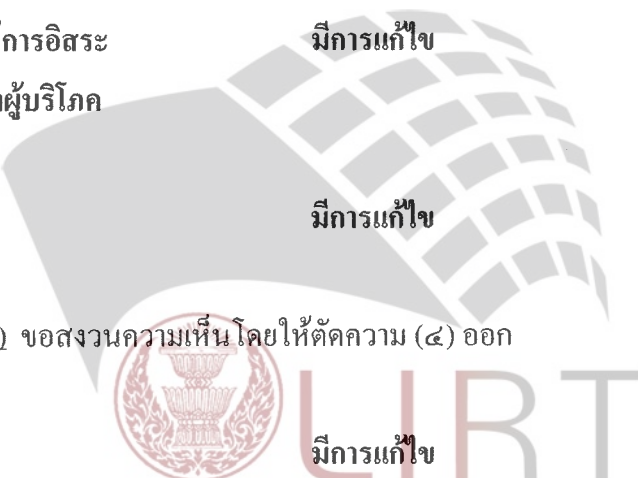 การอิสระ มีการแก้ไข
ผู้บริโภค
มีการแก้ไข
) ขอสงวนความเห็นโดยให้ตัดความ (๔) ออก
LIRT
มีการแก้ไข